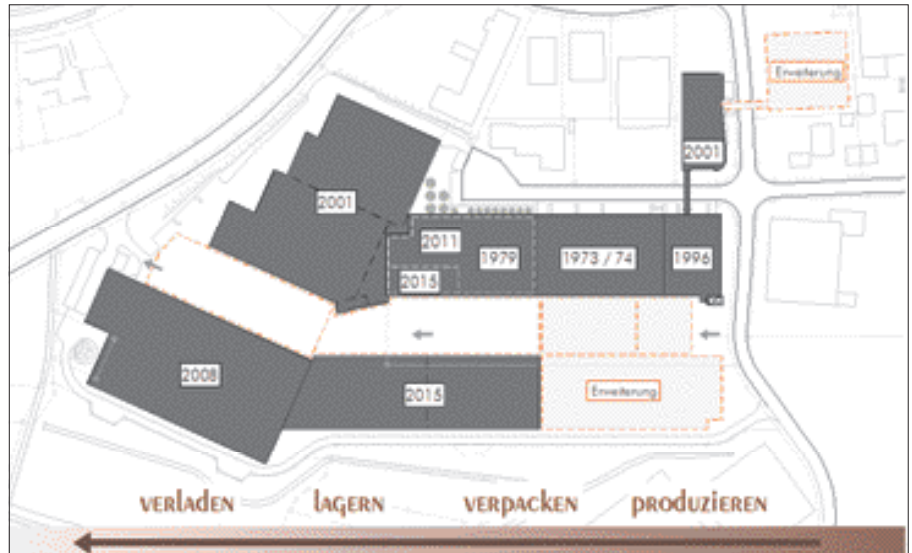 Erweiterung
2001
2001
2011
1979
1973 / 74
1996
2015
2008
2015
Erweiterung
VERLADEN LAGERN VERPACKEN PRODUZIEREN